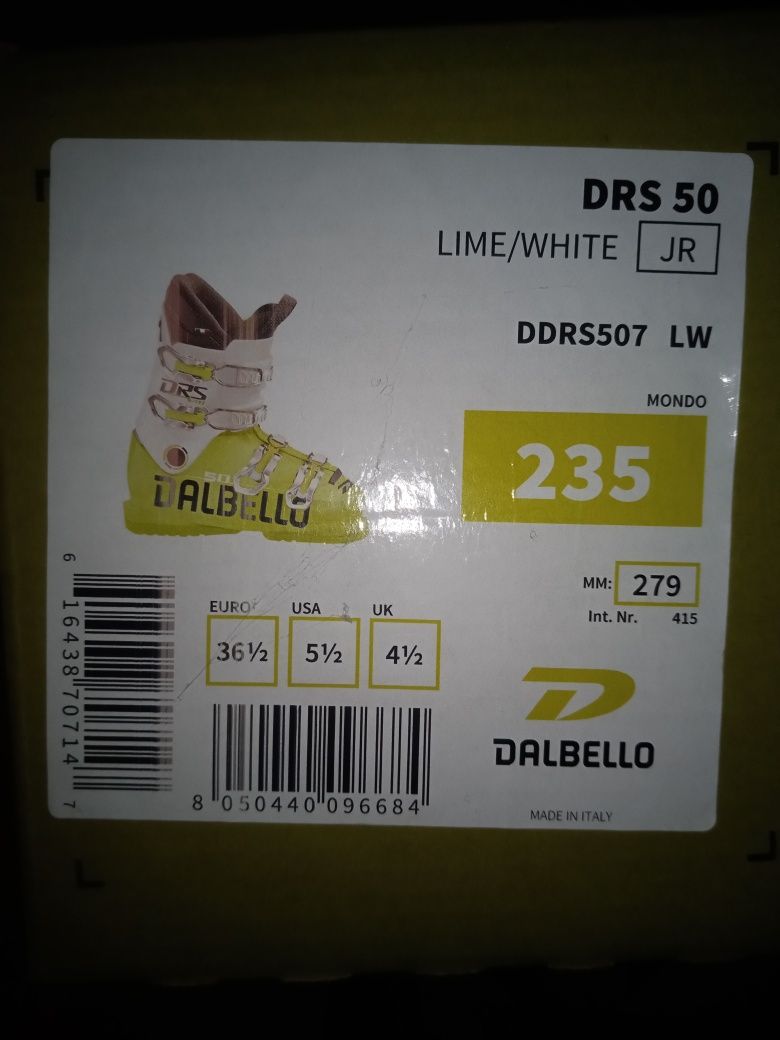 DRS 50
LIME/WHITE JR
DDRS507 LW
MONDO
235
DRS
50
DALBELLO
MM: 279
Int. Nr. 415
EURO USA UK
36½ 5½ 4½
DALBELLO
MADE IN ITALY
6 16438 70714 7
8 050440 096684